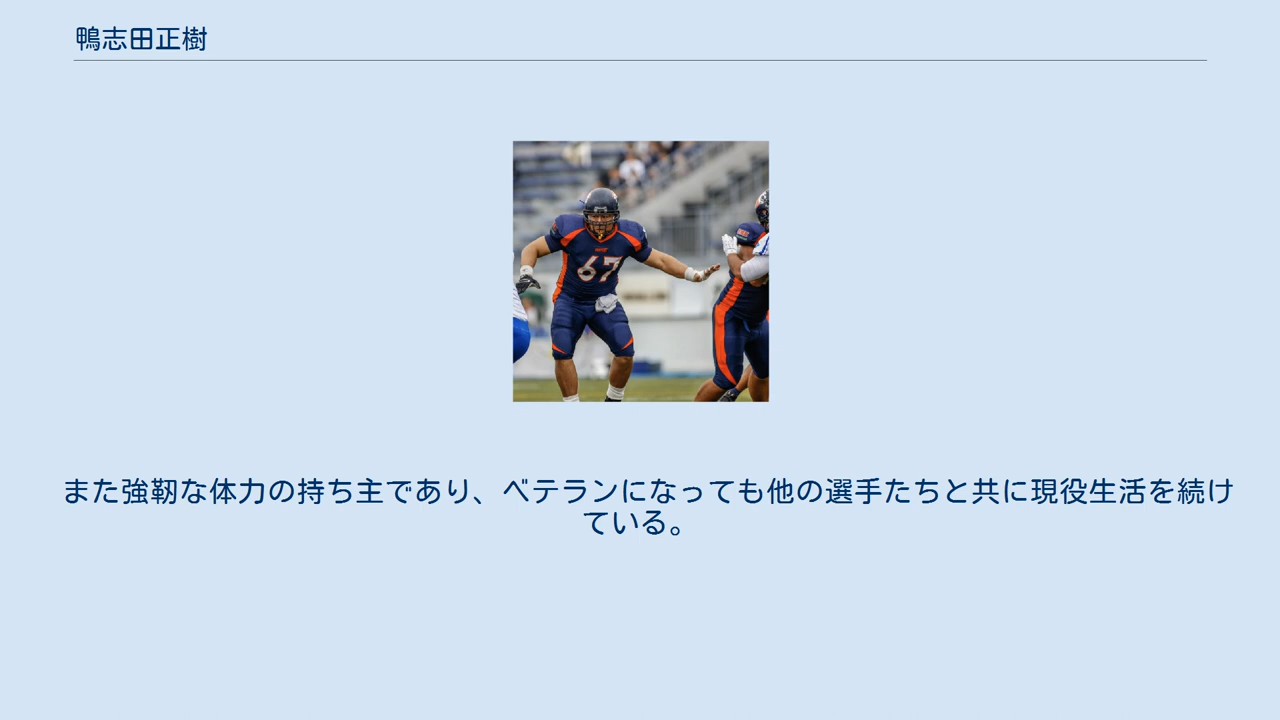 鴨志田正樹
67
また強靭な体力の持ち主であり、ベテランになっても他の選手たちと共に現役生活を続け
ている。